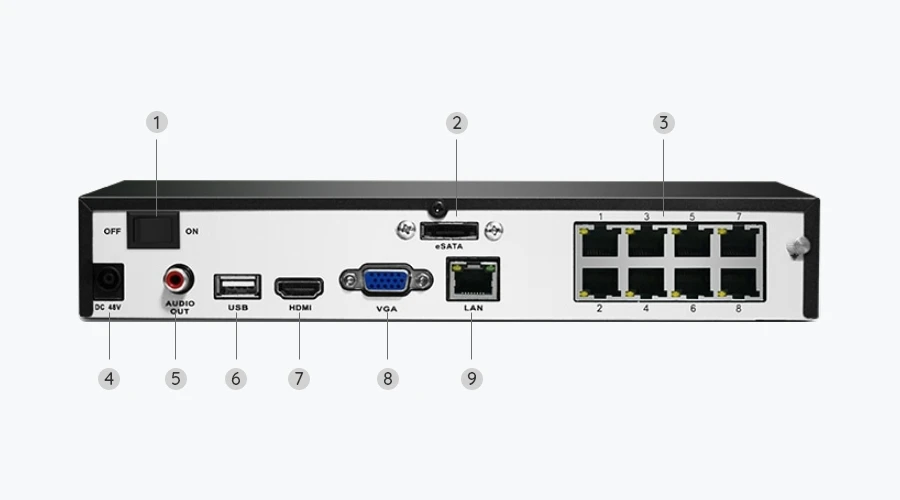 1 2 3
1 3 5 7
OFF ON
eSATA
DC 48V
AUDIO
OUT
USB
HDMI
VGA
LAN
2 4 6 8
4 5 6 7 8 9